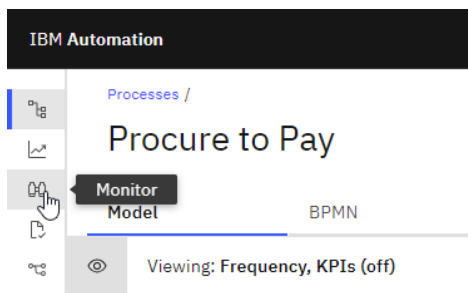 IBM Automation
Processes /
Procure to Pay
Monitor
Model BPMN
Viewing: Frequency, KPIs (off)